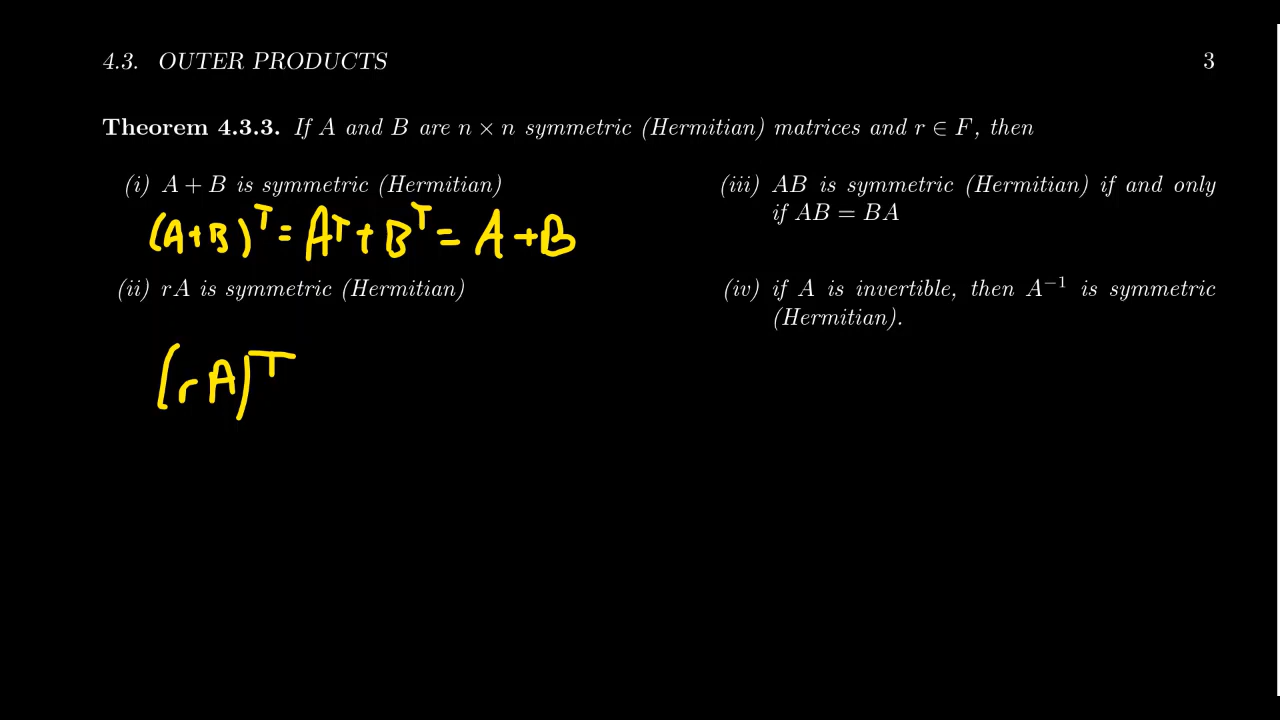 4.3. OUTER PRODUCTS 3
Theorem 4.3.3. If A and B are n × n symmetric (Hermitian) matrices and r ∈ F, then
(i) A + B is symmetric (Hermitian)
(A+B)ᵀ = Aᵀ + Bᵀ = A + B
(ii) rA is symmetric (Hermitian)
(rA)ᵀ
(iii) AB is symmetric (Hermitian) if and only
if AB = BA
(iv) if A is invertible, then A⁻¹ is symmetric
(Hermitian).